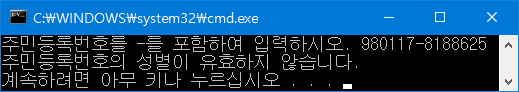 C:₩WINDOWS₩system32₩cmd.exe
주민등록번호를 -를 포함하여 입력하시오. 980117-8188625
주민등록번호의 성별이 유효하지 않습니다.
계속하려면 아무 키나 누르십시오 . . .